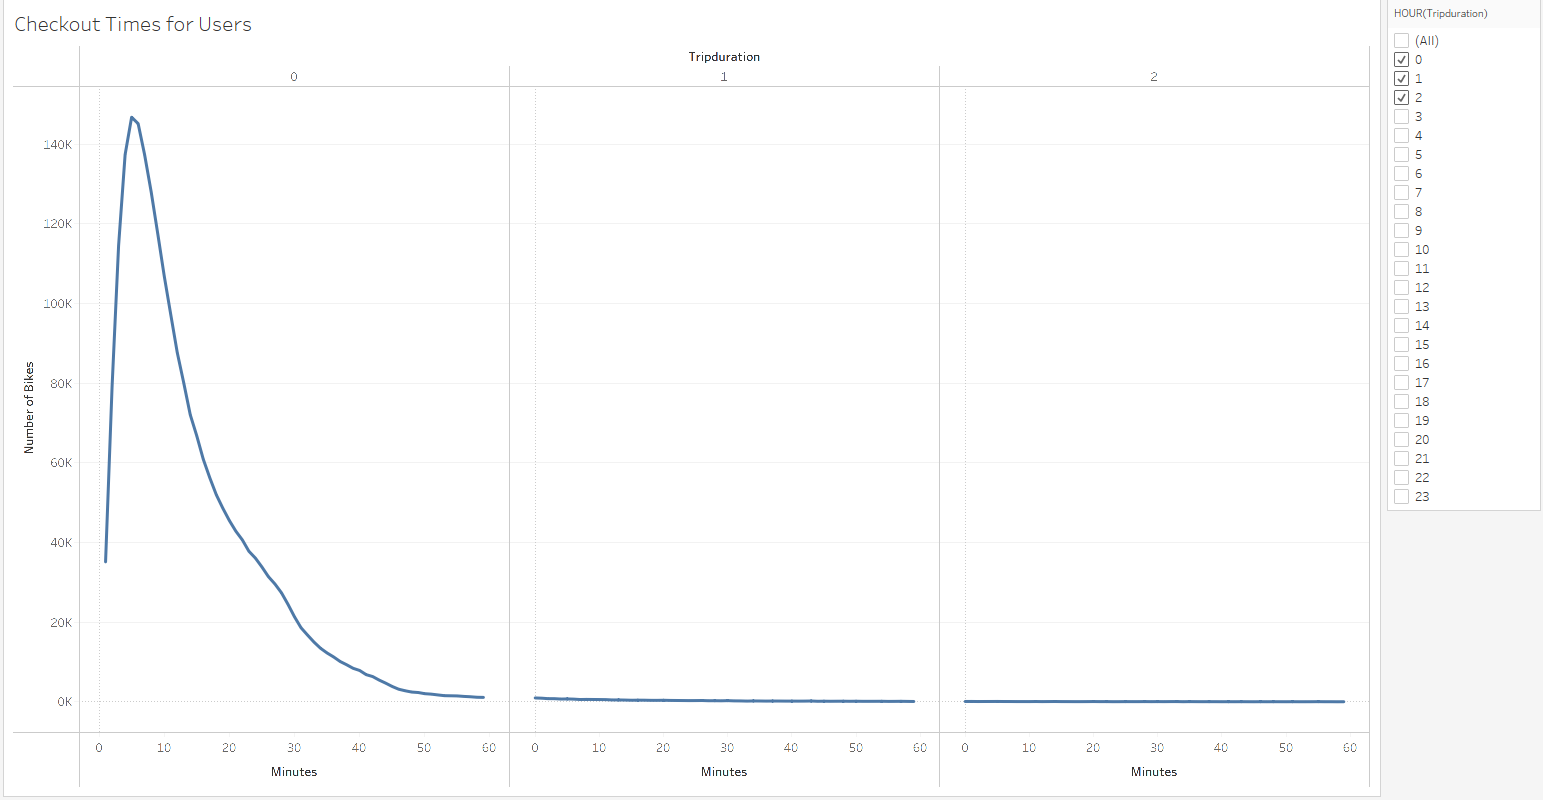 Checkout Times for Users
Tripduration
0 1 2
140K
120K
100K
80K
60K
40K
20K
0K
Number of Bikes
0 10 20 30 40 50 60 0 10 20 30 40 50 60 0 10 20 30 40 50 60
Minutes Minutes Minutes
HOUR(Tripduration)
(All)
0
1
2
3
4
5
6
7
8
9
10
11
12
13
14
15
16
17
18
19
20
21
22
23